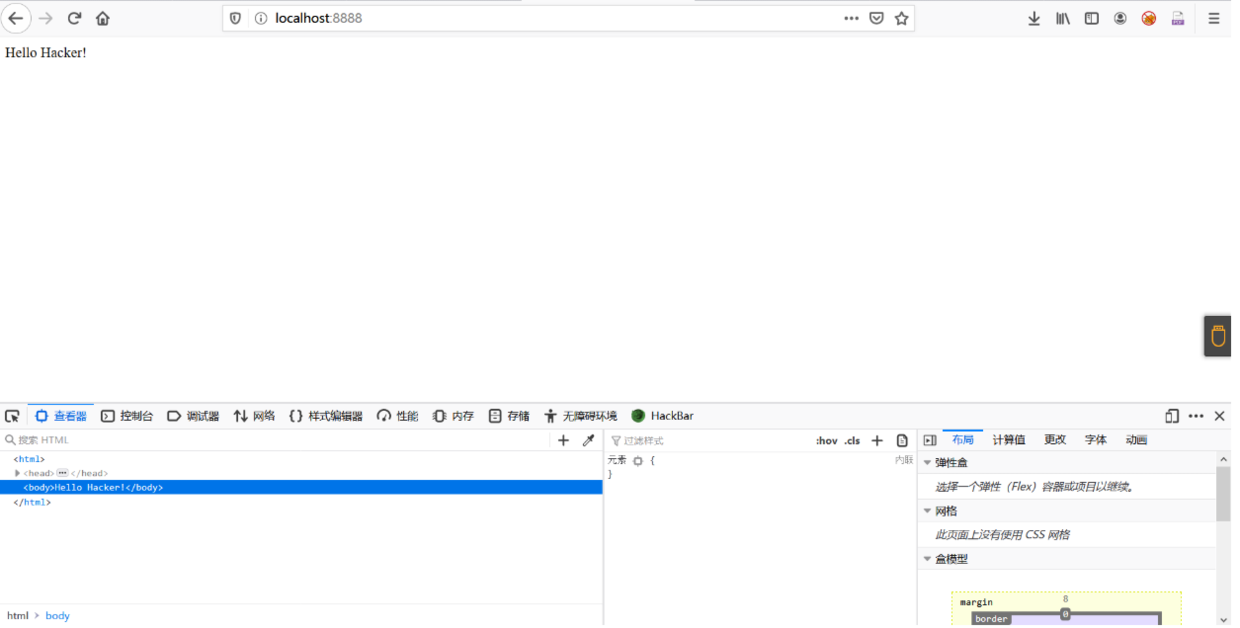 localhost:8888
Hello Hacker!
查看器 控制台 调试器 网络 {} 样式编辑器 性能 内存 存储 无障碍环境 HackBar
搜索 HTML
<html>
<head> </head>
<body>Hello Hacker!</body>
</html>
html > body
过滤样式 :hov .cls
元素 {
内联
}
布局 计算值 更改 字体 动画
弹性盒
选择一个弹性（Flex）容器或项目以继续。
网格
此页面上没有使用 CSS 网格
盒模型
margin 8
border 0